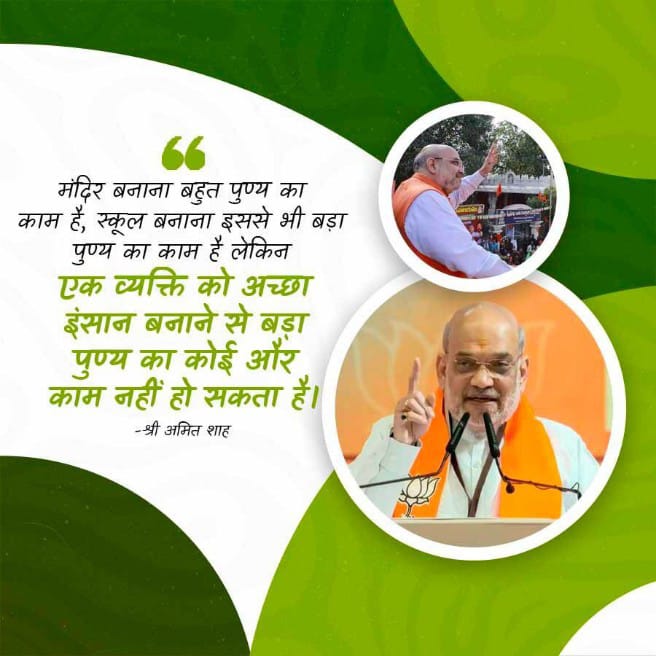 मंदिर बनाना बहुत पुण्य का
काम है, स्कूल बनाना इससे भी बड़ा
पुण्य का काम है लेकिन
एक व्यक्ति को अच्छा
इंसान बनाने से बड़ा
पुण्य का कोई और
काम नहीं हो सकता है।
-श्री अमित शाह